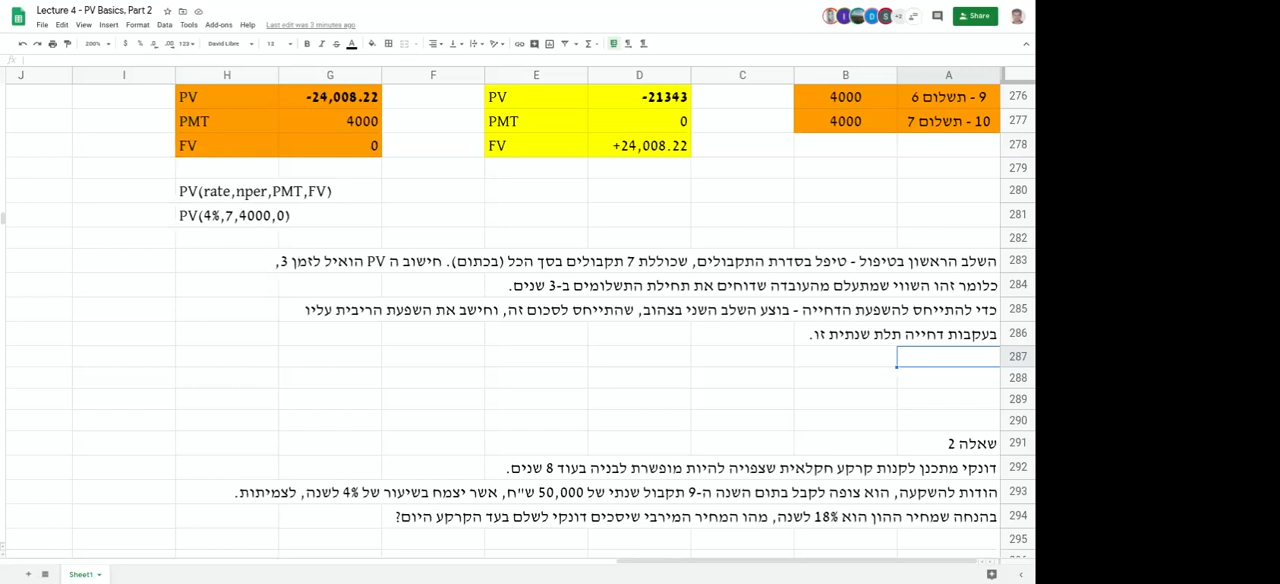 Lecture 4 - PV Basics, Part 2
File Edit View Insert Format Data Tools Add-ons Help Last edit was 3 minutes ago
Share
200% $ % .0 .00 123 David Libre 12 B I S A
fx
J I H G F E D C B A
PV -24,008.22 PV -21343 4000 9 - תשלום 6 276
PMT 4000 PMT 0 4000 10 - תשלום 7 277
FV 0 FV +24,008.22 278
279
PV(rate,nper,PMT,FV) 280
PV(4%,7,4000,0) 281
282
השלב הראשון בטיפול - טיפל בסדרת התקבולים, שכוללת 7 תקבולים בסך הכל (בכתום). חישוב ה PV הואיל לזמן 3, 283
כלומר זהו השווי שמתעלם מהעובדה שדוחים את תחילת התשלומים ב-3 שנים. 284
כדי להתייחס להשפעת הדחייה - בוצע השלב השני בצהוב, שהתייחס לסכום זה, וחישב את השפעת הריבית עליו 285
בעקבות דחייה תלת שנתית זו. 286
287
288
289
290
שאלה 2 291
דונקי מתכנן לקנות קרקע חקלאית שצפויה להיות מופשרת לבניה בעוד 8 שנים. 292
הודות להשקעה, הוא צופה לקבל בתום השנה ה-9 תקבול שנתי של 50,000 ש"ח, אשר יצמח בשיעור של 4% לשנה, לצמיתות. 293
בהנחה שמחיר ההון הוא 18% לשנה, מהו המחיר המירבי שיסכים דונקי לשלם בעד הקרקע היום? 294
295
Sheet1